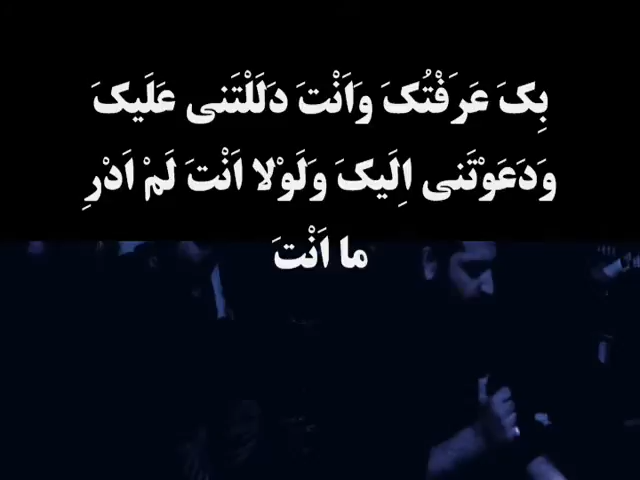 بِکَ عَرَفْتُکَ وَاَنْتَ دَلَلْتَنی عَلَیکَ
وَدَعَوْتَنی اِلَیکَ وَلَوْلا اَنْتَ لَمْ اَدْرِ
ما اَنْتَ